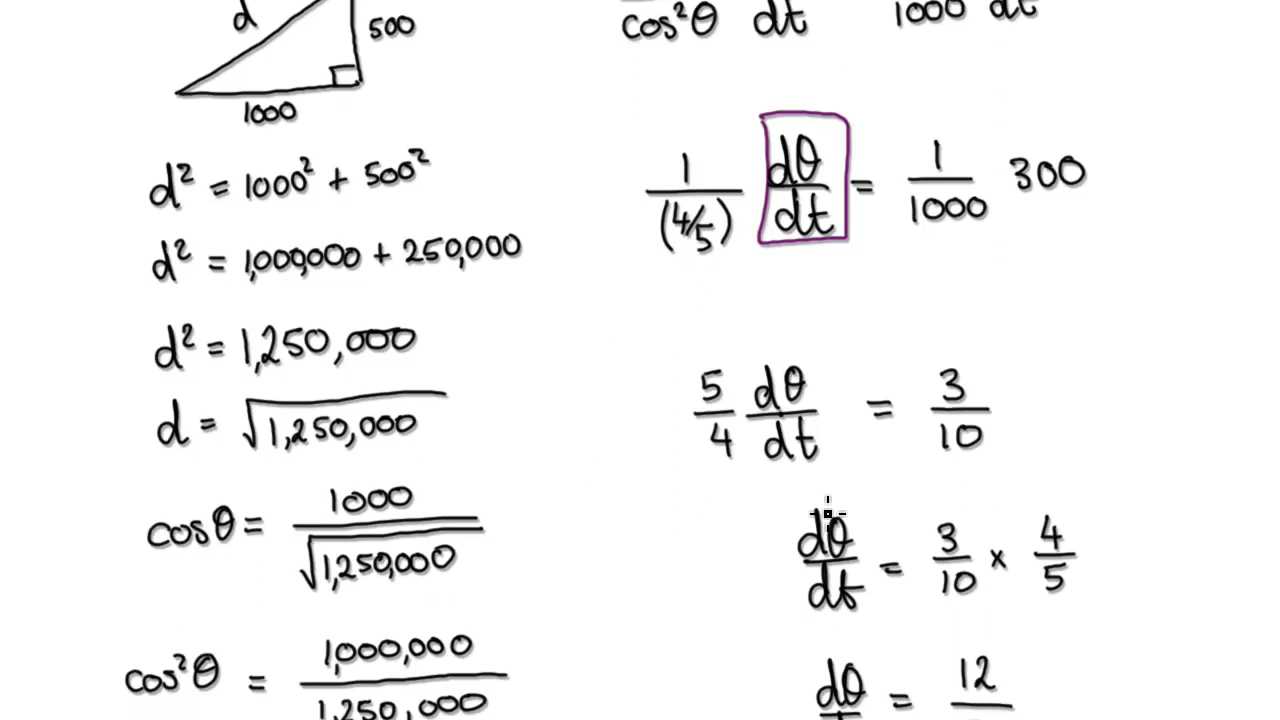 d
500
1000
d² = 1000² + 500²
d² = 1,000,000 + 250,000
d² = 1,250,000
d = √1,250,000
cosθ = 1000
√1,250,000
cos²θ = 1,000,000
1,250,000
cos²θ dt 1000 dt
1 dθ = 1 300
(4/5) dt 1000
5 dθ = 3
4 dt 10
dθ = 3 × 4
dt 10 5
dθ = 12